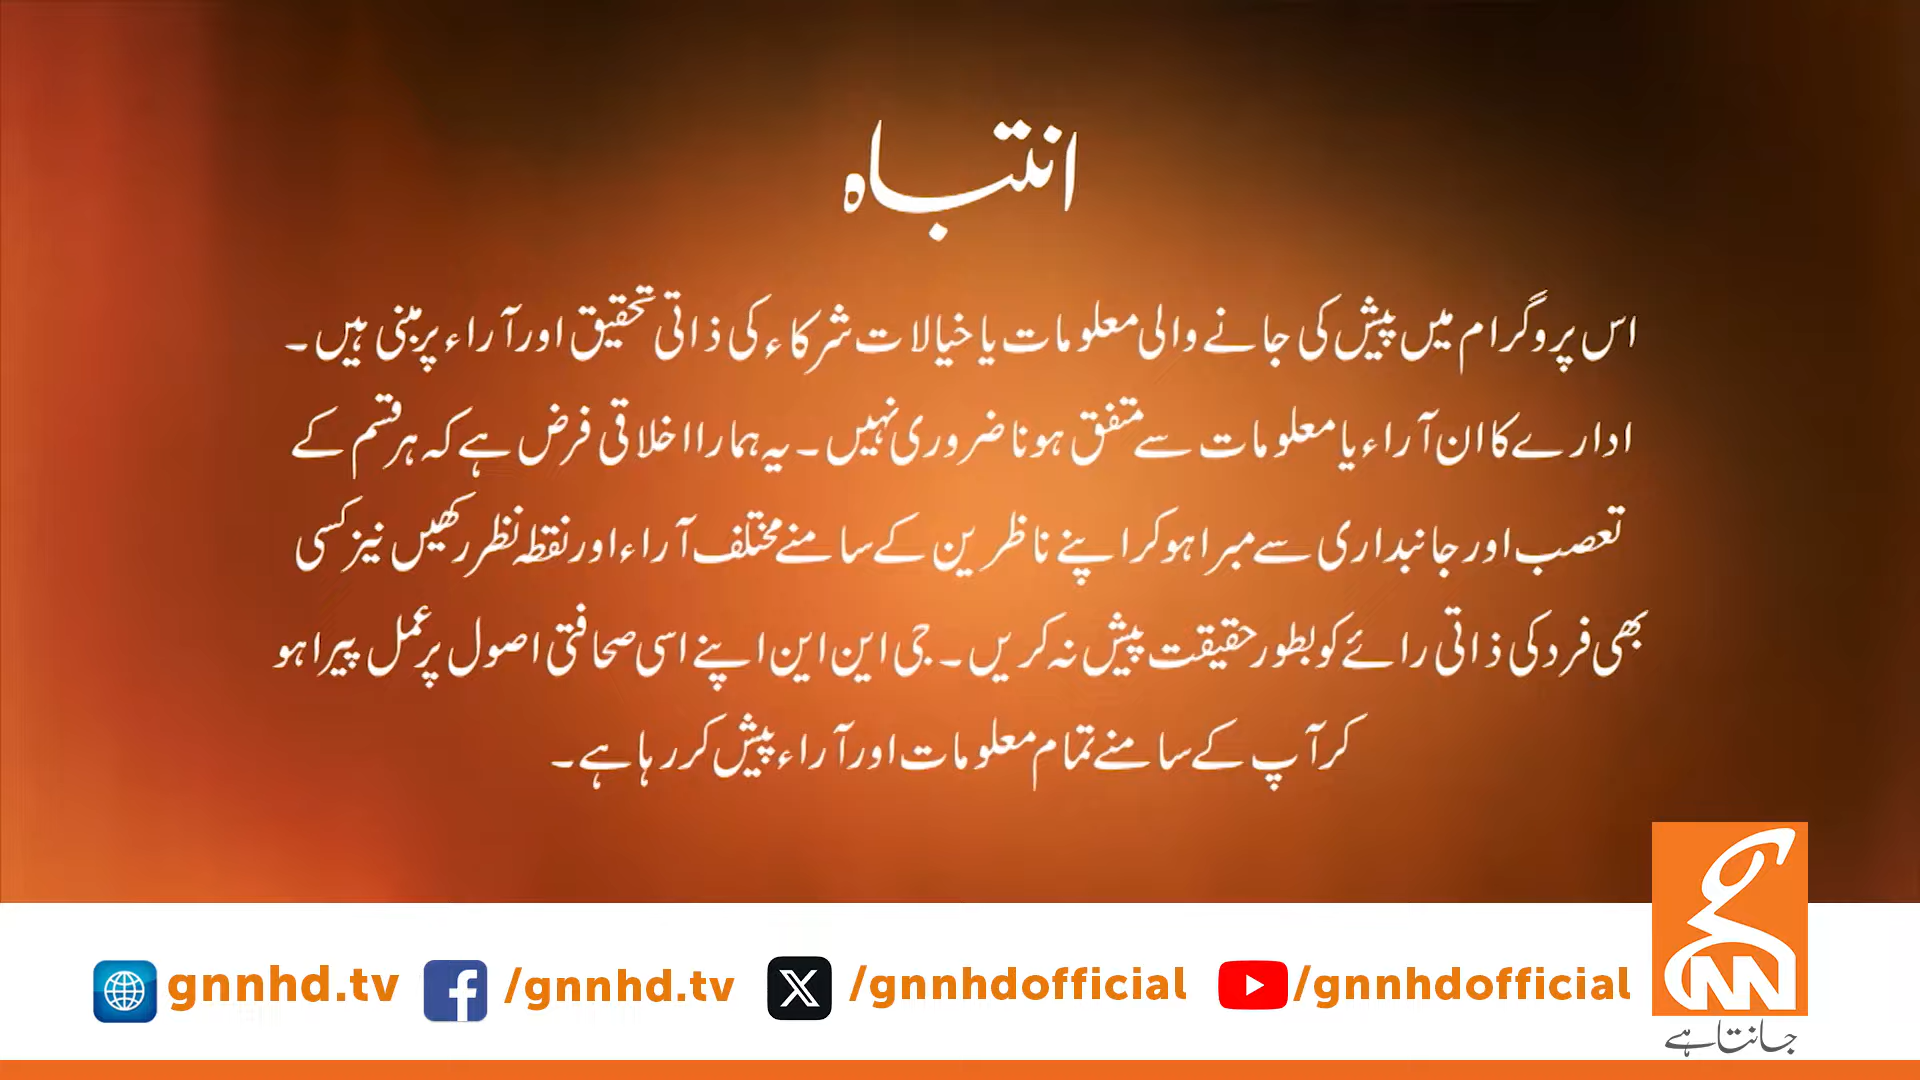 انتباہ
اس پروگرام میں پیش کی جانے والی معلومات یا خیالات شرکاء کی ذاتی تحقیق اور آراء پر مبنی ہیں۔
ادارے کا ان آراء یا معلومات سے متفق ہونا ضروری نہیں۔ یہ ہمارا اخلاقی فرض ہے کہ ہر قسم کے
تعصب اور جانبداری سے مبرا ہو کر اپنے ناظرین کے سامنے مختلف آراء اور نقطہ نظر رکھیں نیز کسی
بھی فرد کی ذاتی رائے کو بطور حقیقت پیش نہ کریں۔ جی این این اپنے اسی صحافتی اصول پر عمل پیرا ہو
کر آپ کے سامنے تمام معلومات اور آراء پیش کر رہا ہے۔
gnnhd.tv /gnnhd.tv /gnnhdofficial /gnnhdofficial
GNN
جانتا ہے